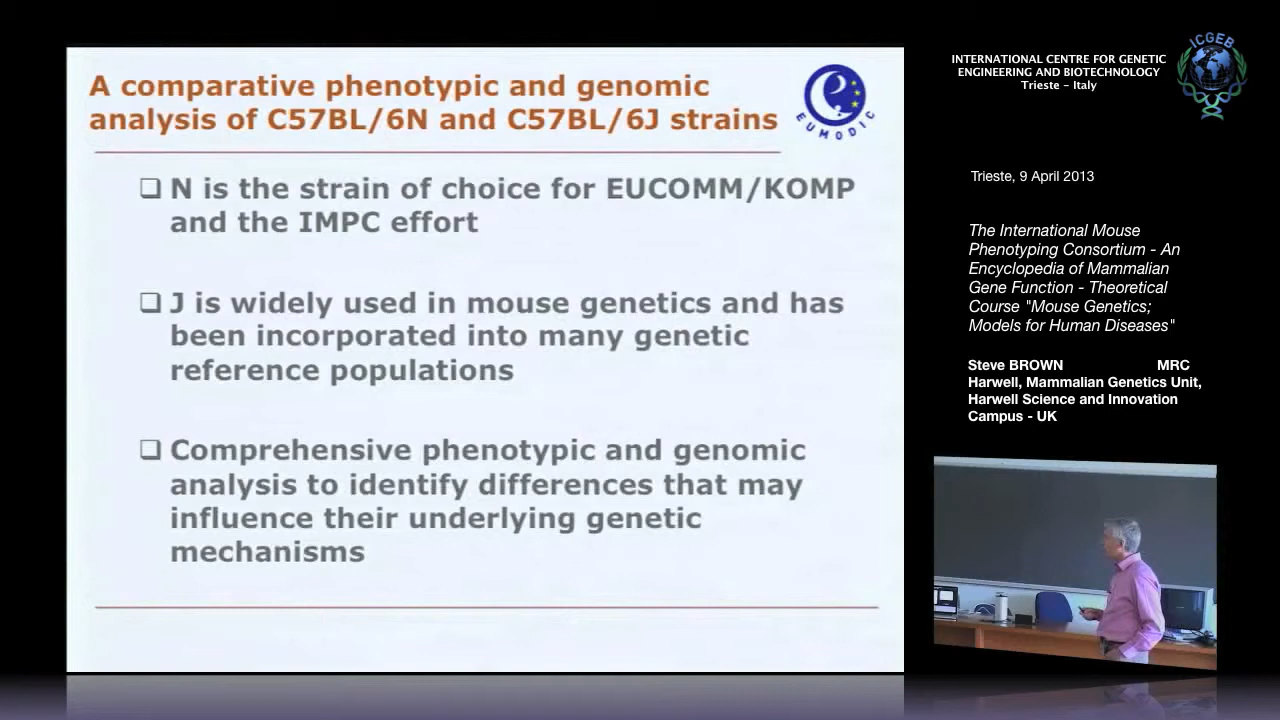 A comparative phenotypic and genomic
analysis of C57BL/6N and C57BL/6J strains
EUMODIC
❑ N is the strain of choice for EUCOMM/KOMP
and the IMPC effort
❑ J is widely used in mouse genetics and has
been incorporated into many genetic
reference populations
❑ Comprehensive phenotypic and genomic
analysis to identify differences that may
influence their underlying genetic
mechanisms
INTERNATIONAL CENTRE FOR GENETIC
ENGINEERING AND BIOTECHNOLOGY
Trieste - Italy
ICGEB
Trieste, 9 April 2013
The International Mouse
Phenotyping Consortium - An
Encyclopedia of Mammalian
Gene Function - Theoretical
Course "Mouse Genetics;
Models for Human Diseases"
Steve BROWN MRC
Harwell, Mammalian Genetics Unit,
Harwell Science and Innovation
Campus - UK